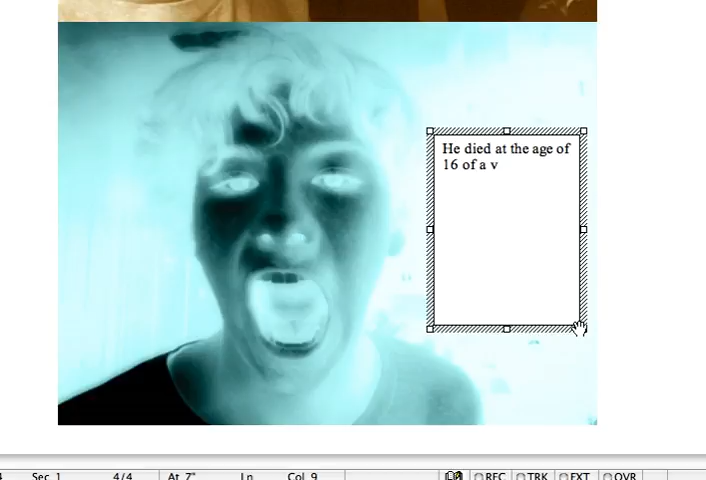 He died at the age of
16 of a v
Sec 1 4/4 At 7" Ln Col 9 REC TRK EXT OVR